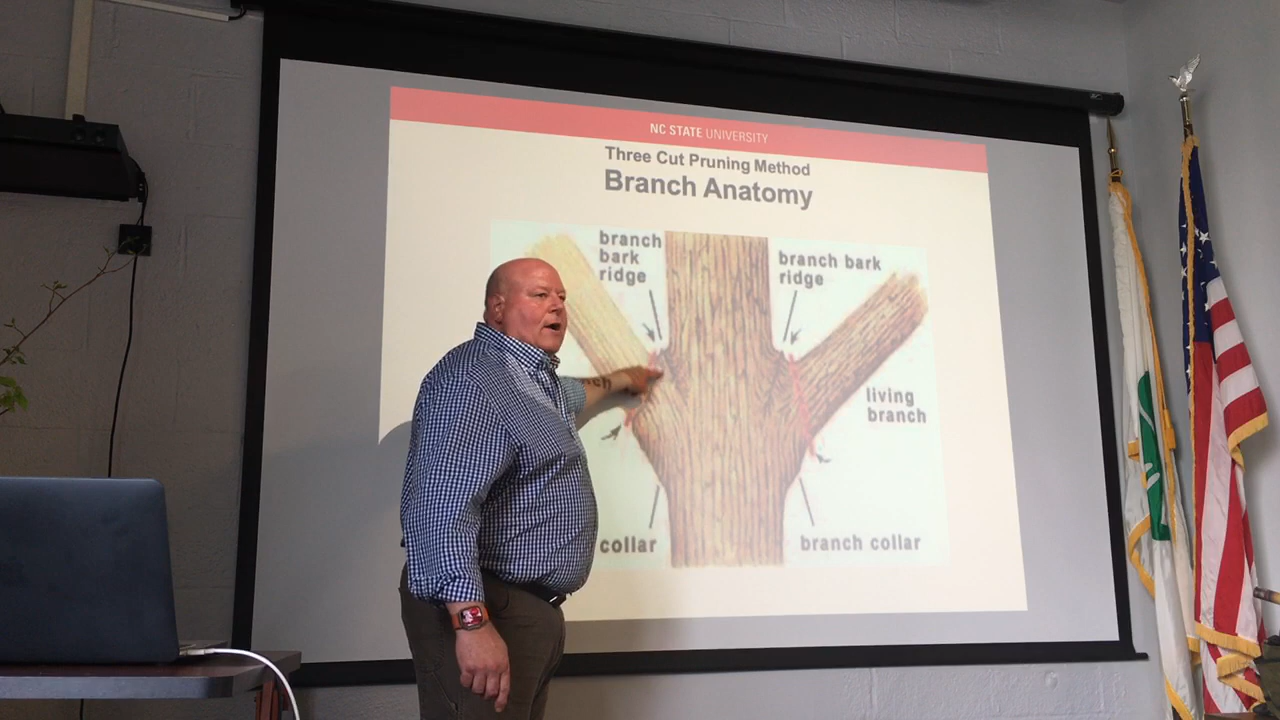 NC STATE UNIVERSITY
Three Cut Pruning Method
Branch Anatomy
branch
bark
ridge
branch bark
ridge
living
branch
collar
branch collar